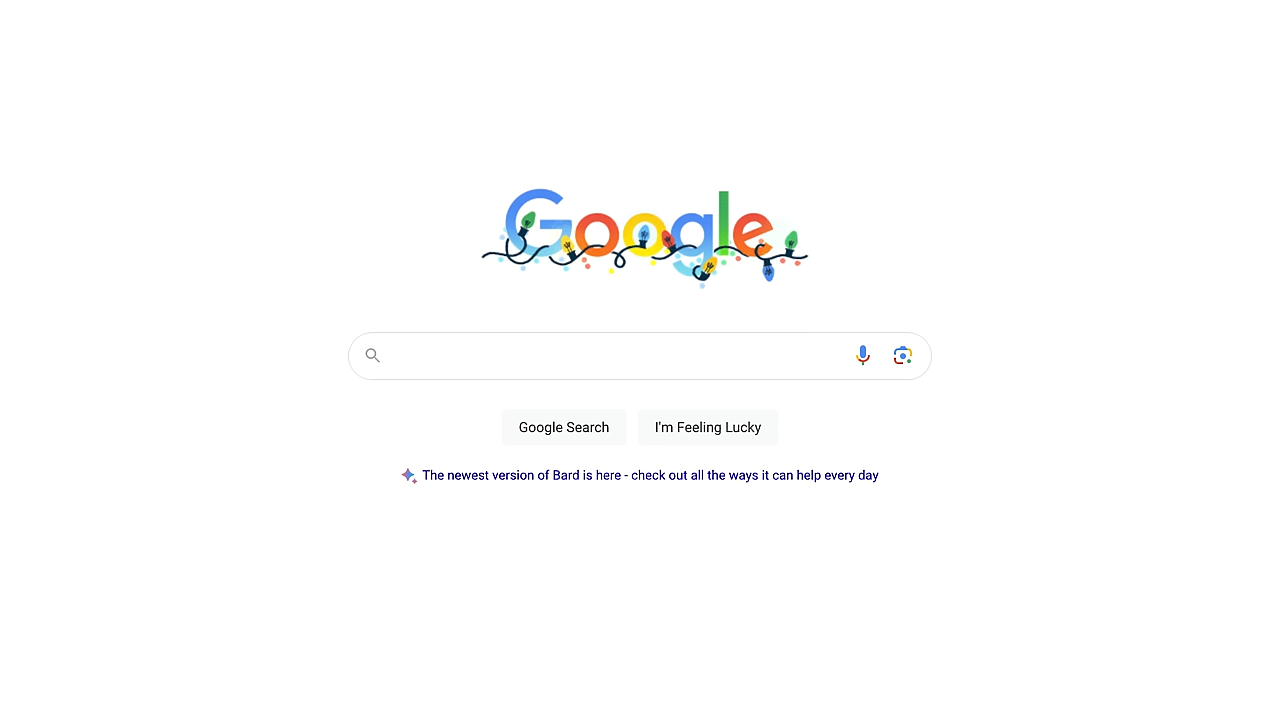 Google
Google Search
I'm Feeling Lucky
The newest version of Bard is here - check out all the ways it can help every day